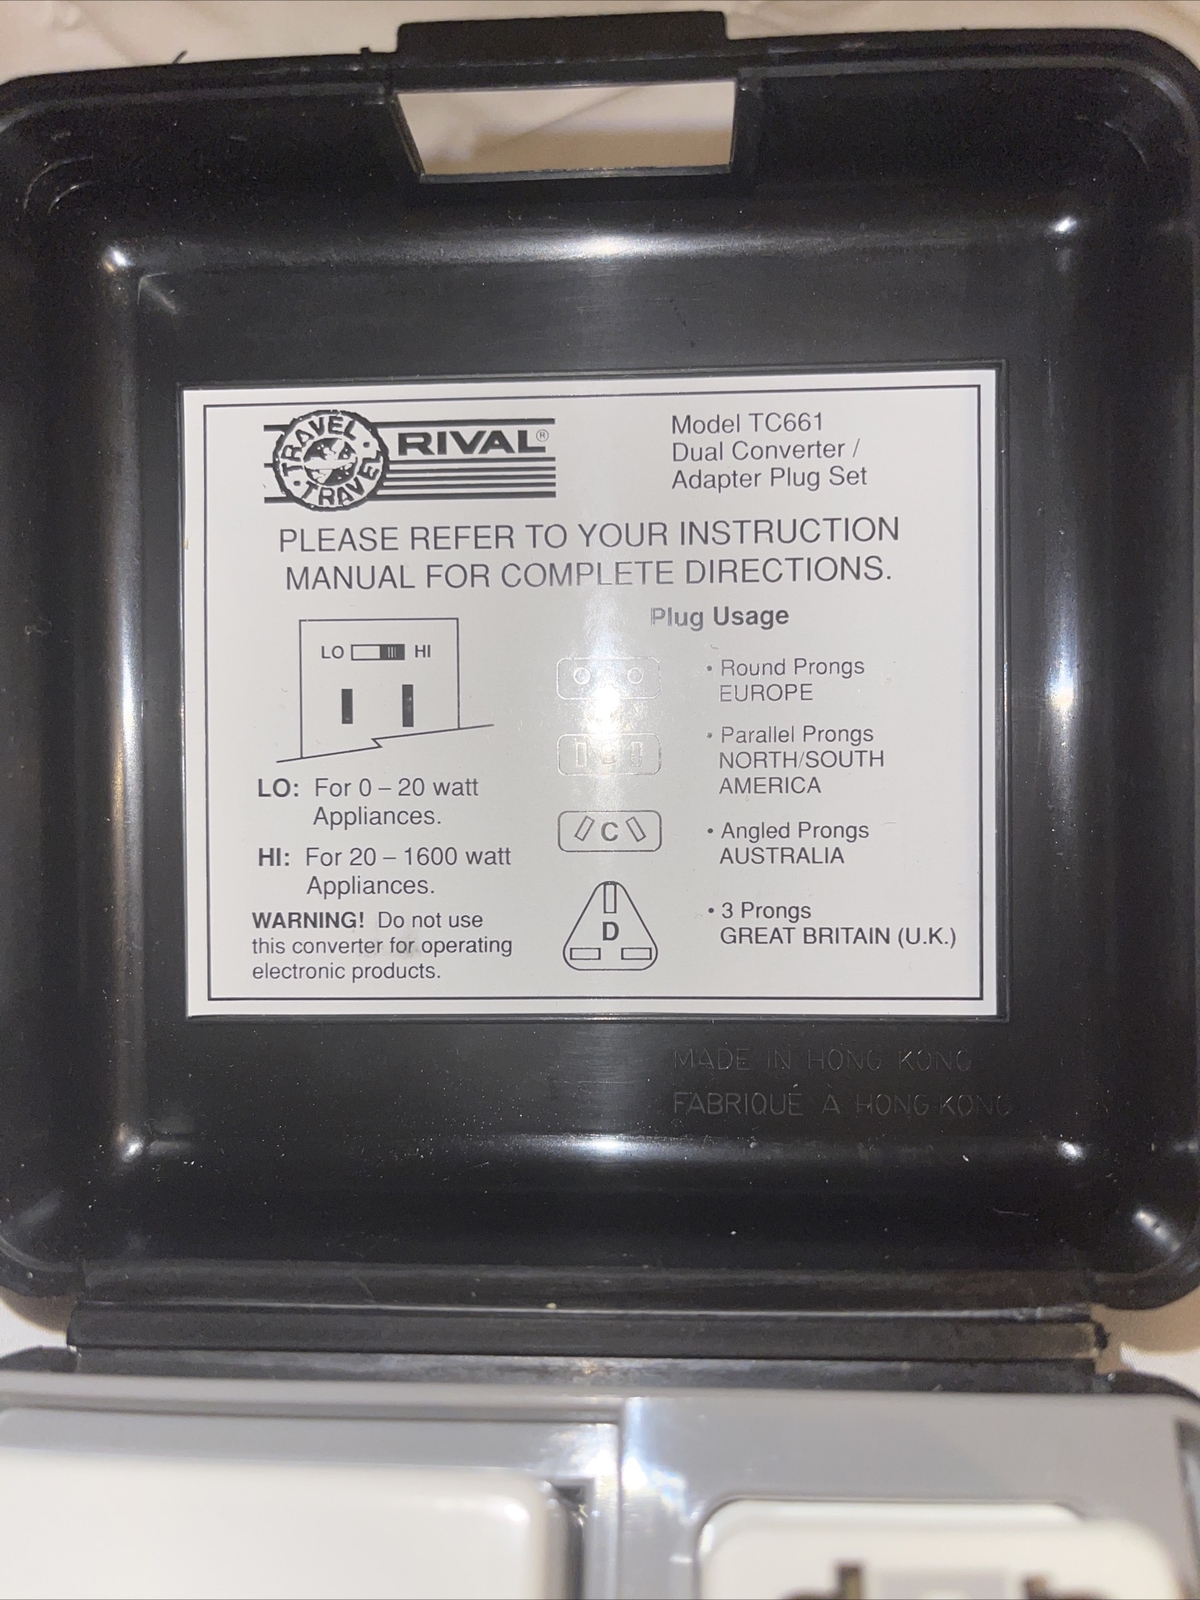 TRAVEL · TRAVEL · TRAVEL
RIVAL®
Model TC661
Dual Converter /
Adapter Plug Set
PLEASE REFER TO YOUR INSTRUCTION
MANUAL FOR COMPLETE DIRECTIONS.
LO HI
LO: For 0 – 20 watt
Appliances.
HI: For 20 – 1600 watt
Appliances.
WARNING! Do not use
this converter for operating
electronic products.
Plug Usage
• Round Prongs
EUROPE
• Parallel Prongs
NORTH/SOUTH
AMERICA
C
• Angled Prongs
AUSTRALIA
D
• 3 Prongs
GREAT BRITAIN (U.K.)
MADE IN HONG KONG
FABRIQUÉ À HONG KONG